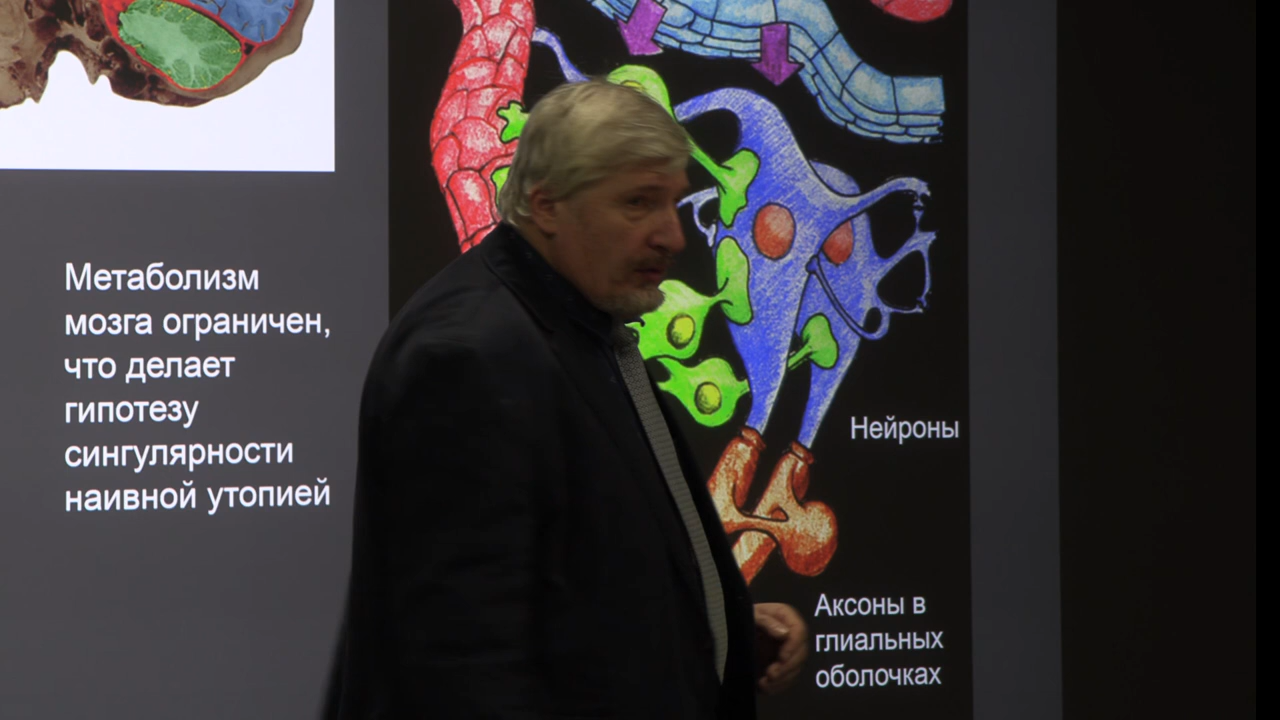 Метаболизм
мозга ограничен,
что делает
гипотезу
сингулярности
наивной утопией
Нейроны
Аксоны в
глиальных
оболочках